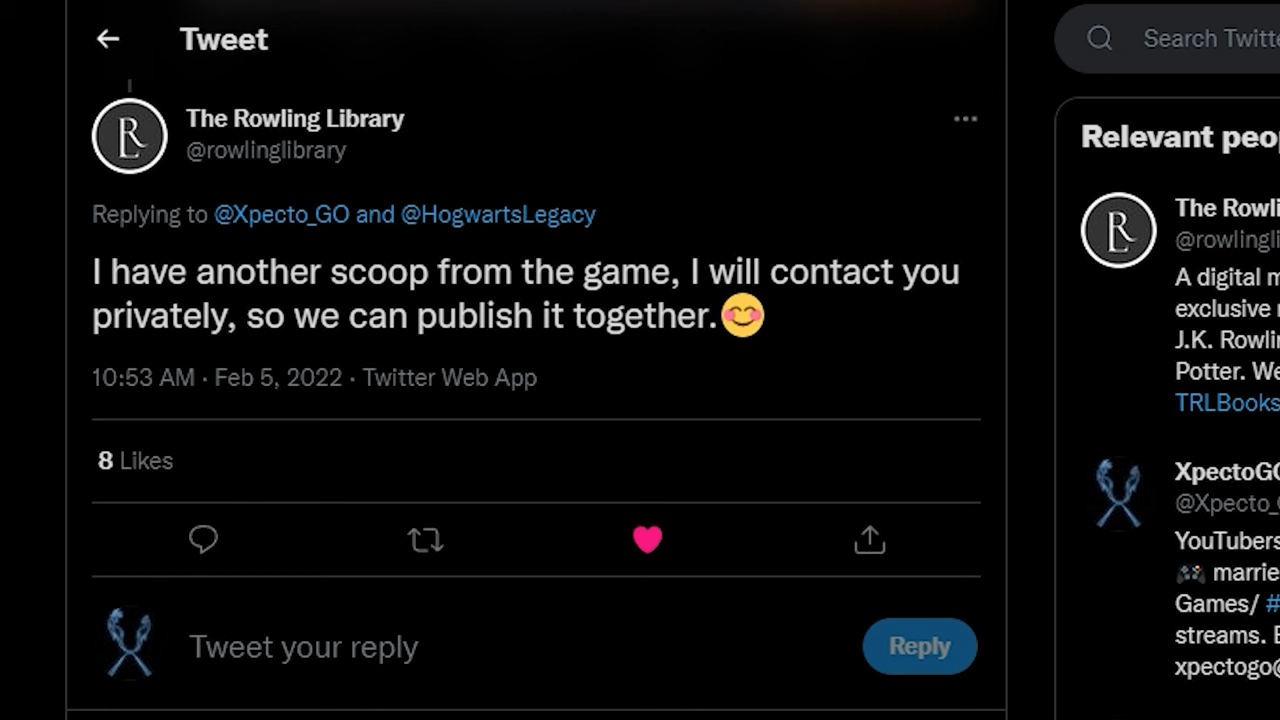 Tweet
The Rowling Library
@rowlinglibrary
Replying to @Xpecto_GO and @HogwartsLegacy
I have another scoop from the game, I will contact you
privately, so we can publish it together.😊
10:53 AM · Feb 5, 2022 · Twitter Web App
8 Likes
Tweet your reply
Reply
Search Twitte
Relevant peo
The Rowli
@rowlingli
A digital m
exclusive
J.K. Rowli
Potter. We
TRLBooks
XpectoGO
@Xpecto_
YouTubers
🎮 marrie
Games/ #
streams. E
xpectogo@